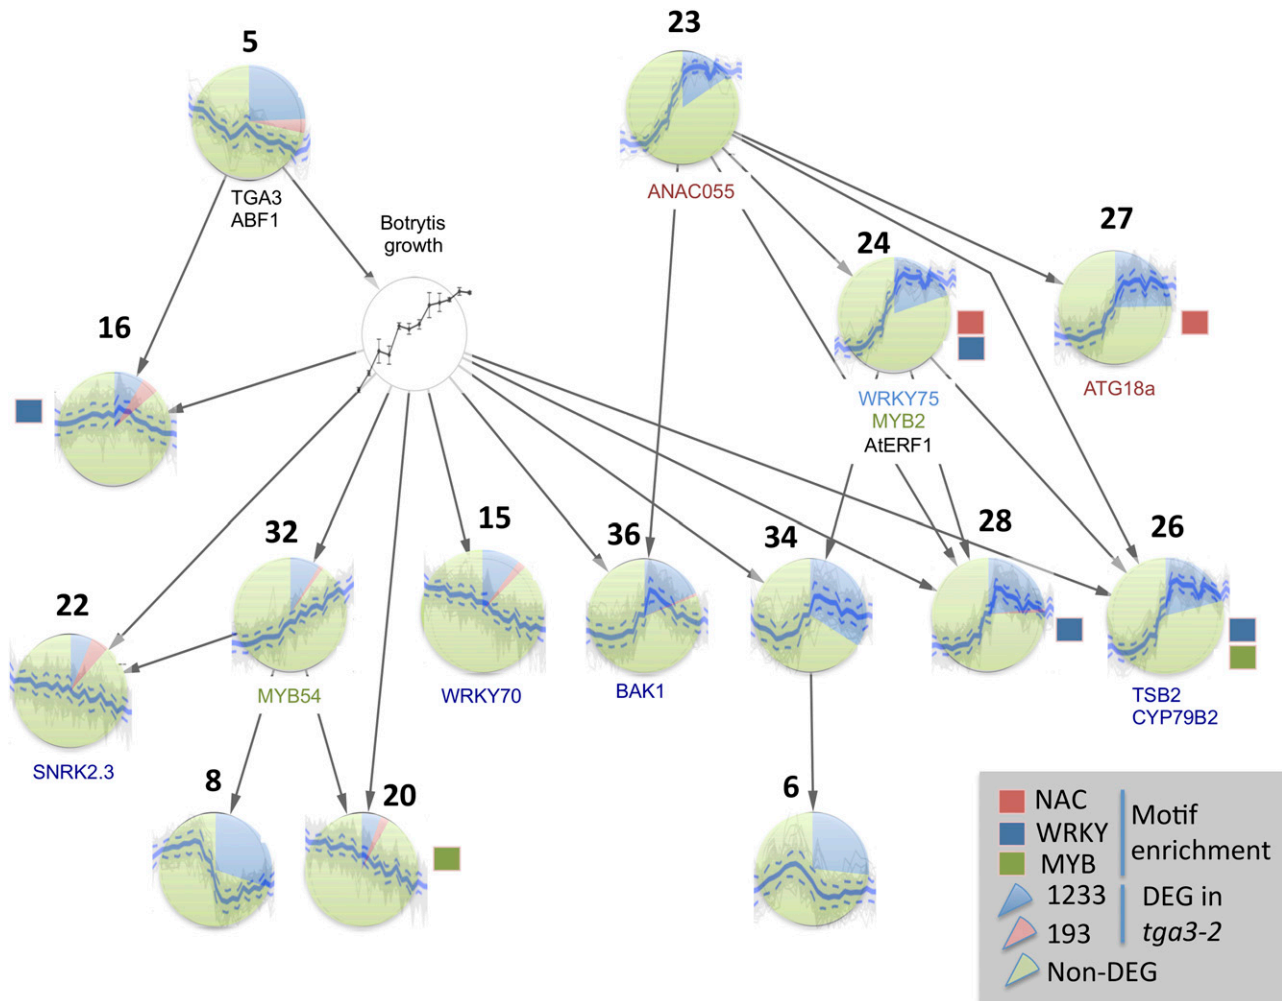 5
23
TGA3
ABF1
ANAC055
Botrytis
growth
24
27
16
WRKY75
MYB2
AtERF1
ATG18a
32
15
36
34
28
26
22
MYB54
WRKY70
BAK1
TSB2
CYP79B2
SNRK2.3
8
20
6
NAC
WRKY
MYB
Motif
enrichment
1233
193
DEG in
tga3-2
Non-DEG